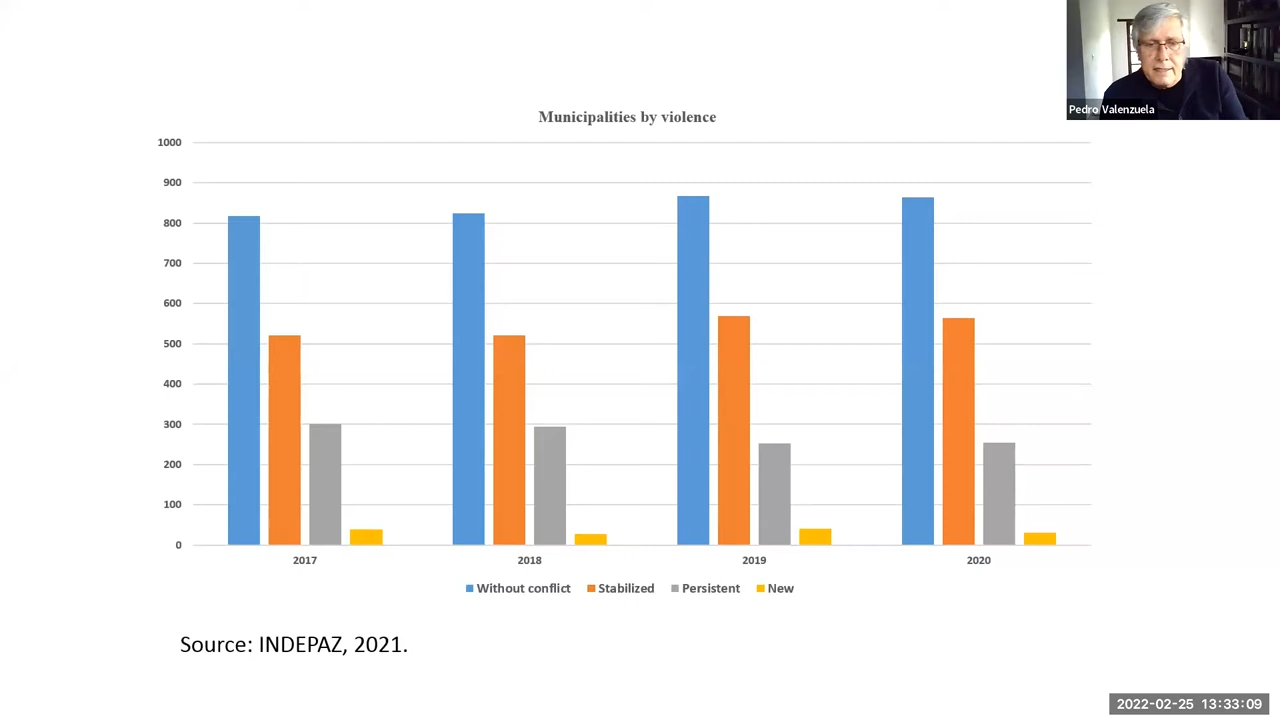 Pedro Valenzuela
Municipalities by violence
1000
900
800
700
600
500
400
300
200
100
0
2017 2018 2019 2020
Without conflict Stabilized Persistent New
Source: INDEPAZ, 2021.
2022-02-25 13:33:09